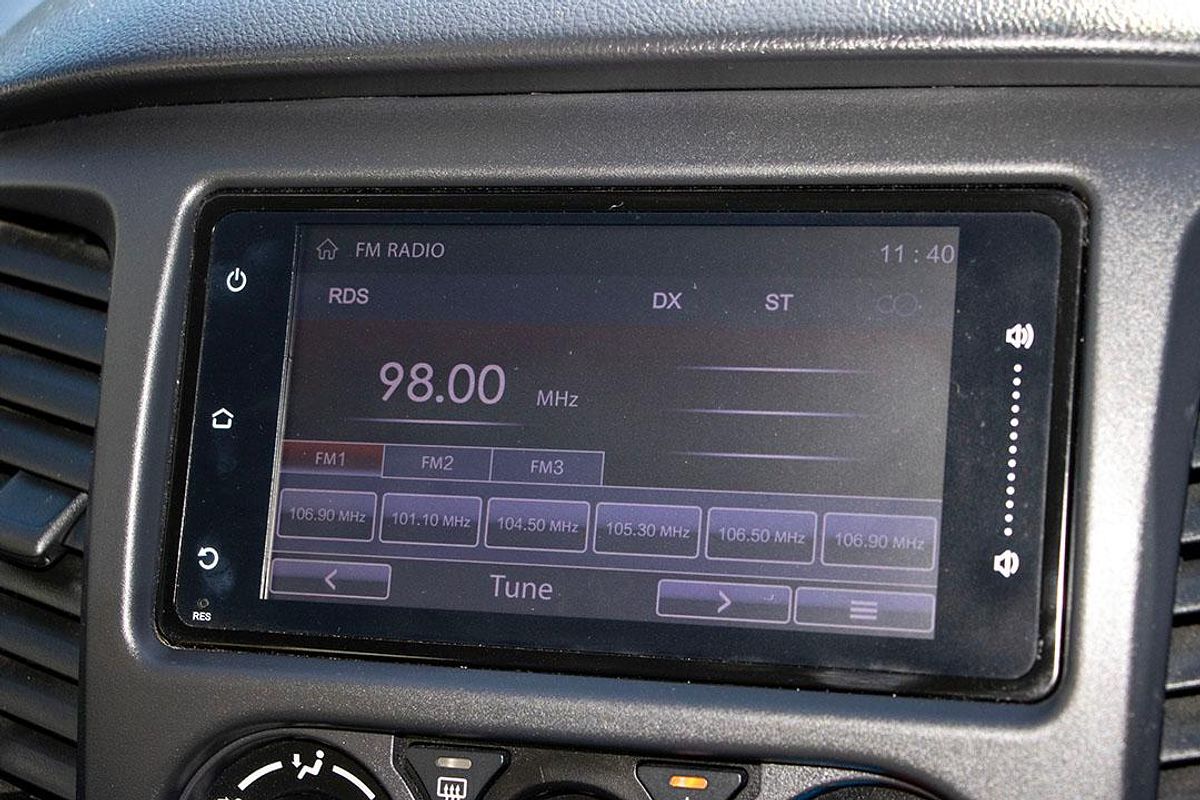 FM RADIO 11 : 40
RDS DX ST
98.00 MHz
FM1 FM2 FM3
106.90 MHz 101.10 MHz 104.50 MHz 105.30 MHz 106.50 MHz 106.90 MHz
< Tune >
RES